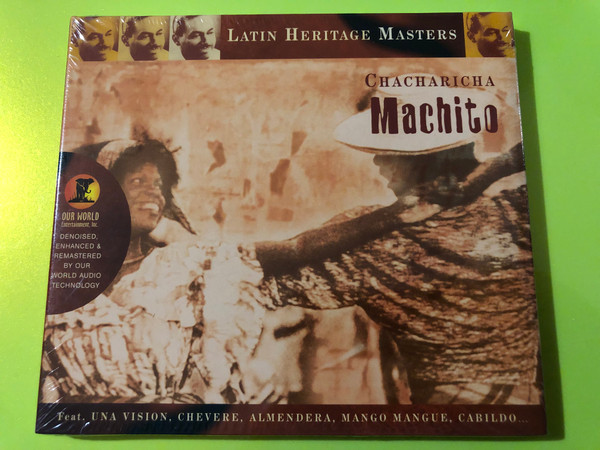 LATIN HERITAGE MASTERS
CHACHARICHA
Machito
OUR WORLD
Entertainment, Inc.
DENOISED,
ENHANCED &
REMASTERED
BY OUR
WORLD AUDIO
TECHNOLOGY
Feat. UNA VISION, CHEVERE, ALMENDERA, MANGO MANGUE, CABILDO...